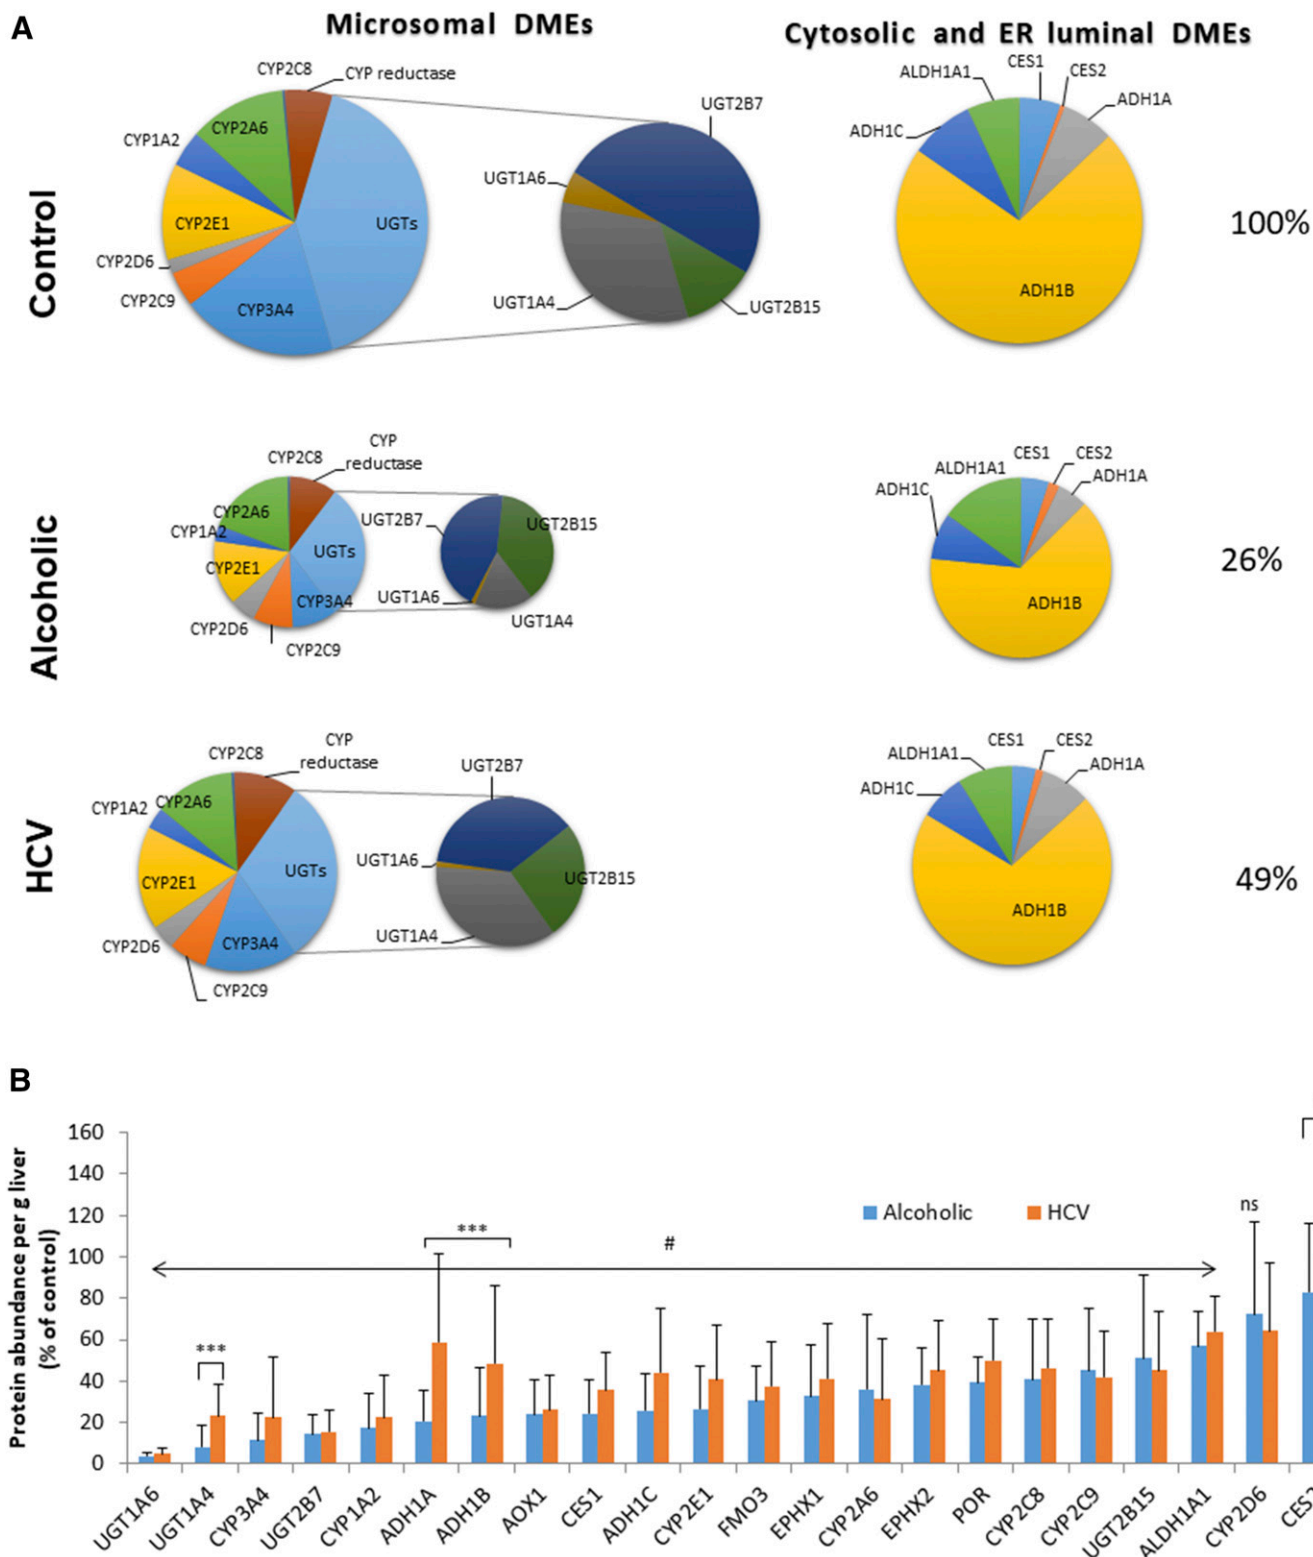 A
Microsomal DMEs
Cytosolic and ER luminal DMEs
Control
CYP2C8
CYP reductase
CYP2A6
CYP1A2
CYP2E1
CYP2D6
CYP2C9
CYP3A4
UGTs
UGT2B7
UGT1A6
UGT1A4
UGT2B15
ALDH1A1
CES1
CES2
ADH1A
ADH1C
ADH1B
100%
Alcoholic
CYP2C8
CYP
reductase
CYP2A6
CYP1A2
CYP2E1
CYP2D6
CYP2C9
CYP3A4
UGTs
UGT2B7
UGT2B15
UGT1A6
UGT1A4
ALDH1A1
CES1
CES2
ADH1A
ADH1C
ADH1B
26%
HCV
CYP2C8
CYP
reductase
CYP1A2
CYP2A6
CYP2E1
CYP2D6
CYP2C9
CYP3A4
UGTs
UGT2B7
UGT1A6
UGT2B15
UGT1A4
ALDH1A1
CES1
CES2
ADH1A
ADH1C
ADH1B
49%
B
Protein abundance per g liver
(% of control)
160
140
120
100
80
60
40
20
0
Alcoholic
HCV
***
***
#
ns
UGT1A6
UGT1A4
CYP3A4
UGT2B7
CYP1A2
ADH1A
ADH1B
AOX1
CES1
ADH1C
CYP2E1
FMO3
EPHX1
CYP2A6
EPHX2
POR
CYP2C8
CYP2C9
UGT2B15
ALDH1A1
CYP2D6
CES2